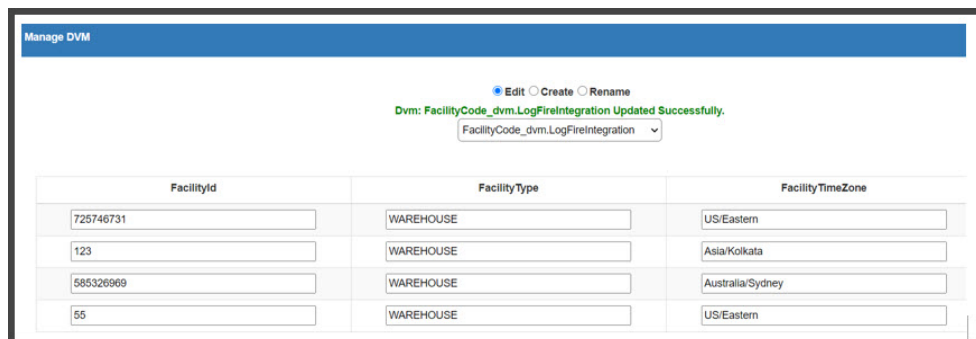 Manage DVM
Edit Create Rename
Dvm: FacilityCode_dvm.LogFireIntegration Updated Successfully.
FacilityCode_dvm.LogFireIntegration
FacilityId FacilityType FacilityTimeZone
725746731 WAREHOUSE US/Eastern
123 WAREHOUSE Asia/Kolkata
585326969 WAREHOUSE Australia/Sydney
55 WAREHOUSE US/Eastern